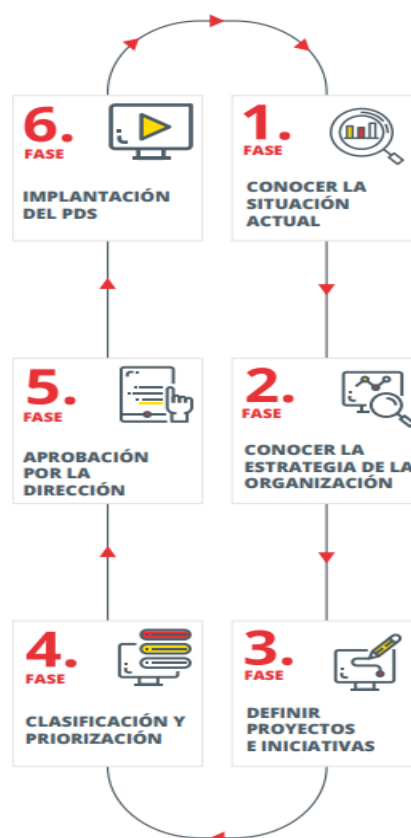 1.
FASE
CONOCER LA
SITUACIÓN
ACTUAL
2.
FASE
CONOCER LA
ESTRATEGIA DE LA
ORGANIZACIÓN
3.
FASE
DEFINIR
PROYECTOS
E INICIATIVAS
4.
FASE
CLASIFICACIÓN Y
PRIORIZACIÓN
5.
FASE
APROBACIÓN
POR LA
DIRECCIÓN
6.
FASE
IMPLANTACIÓN
DEL PDS